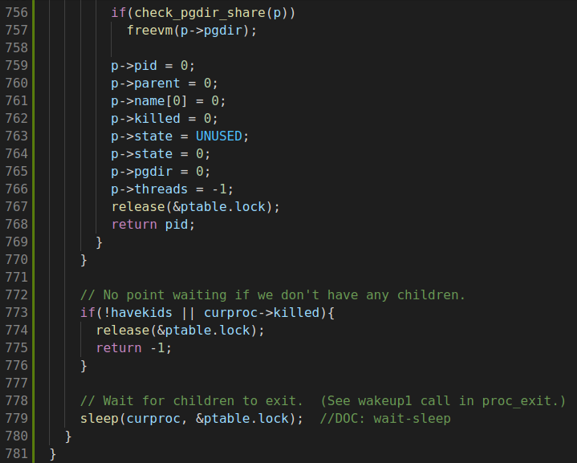 756 if(check_pgdir_share(p))
757 freevm(p->pgdir);
758
759 p->pid = 0;
760 p->parent = 0;
761 p->name[0] = 0;
762 p->killed = 0;
763 p->state = UNUSED;
764 p->state = 0;
765 p->pgdir = 0;
766 p->threads = -1;
767 release(&ptable.lock);
768 return pid;
769 }
770 }
771
772 // No point waiting if we don't have any children.
773 if(!havekids || curproc->killed){
774 release(&ptable.lock);
775 return -1;
776 }
777
778 // Wait for children to exit.  (See wakeup1 call in proc_exit.)
779 sleep(curproc, &ptable.lock);  //DOC: wait-sleep
780 }
781 }